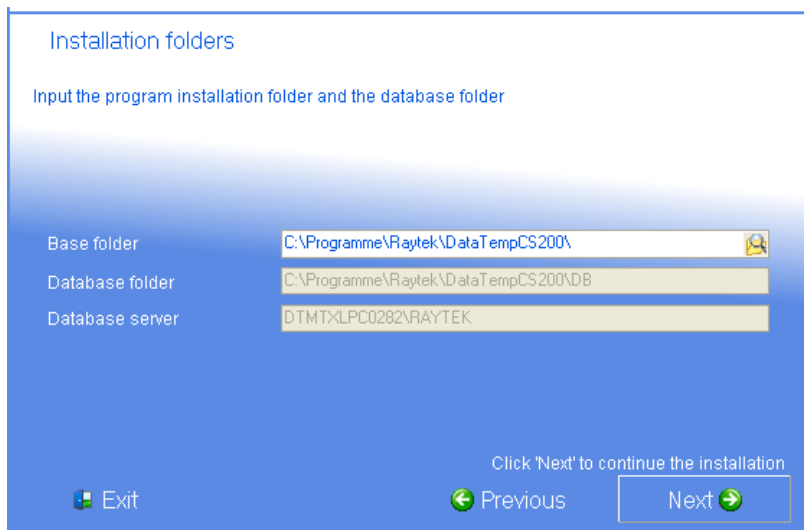 Installation folders
Input the program installation folder and the database folder
Base folder C:\Programme\Raytek\DataTempCS200\
Database folder C:\Programme\Raytek\DataTempCS200\DB
Database server DTMTXLPC0282\RAYTEK
Click 'Next' to continue the installation
Exit Previous Next